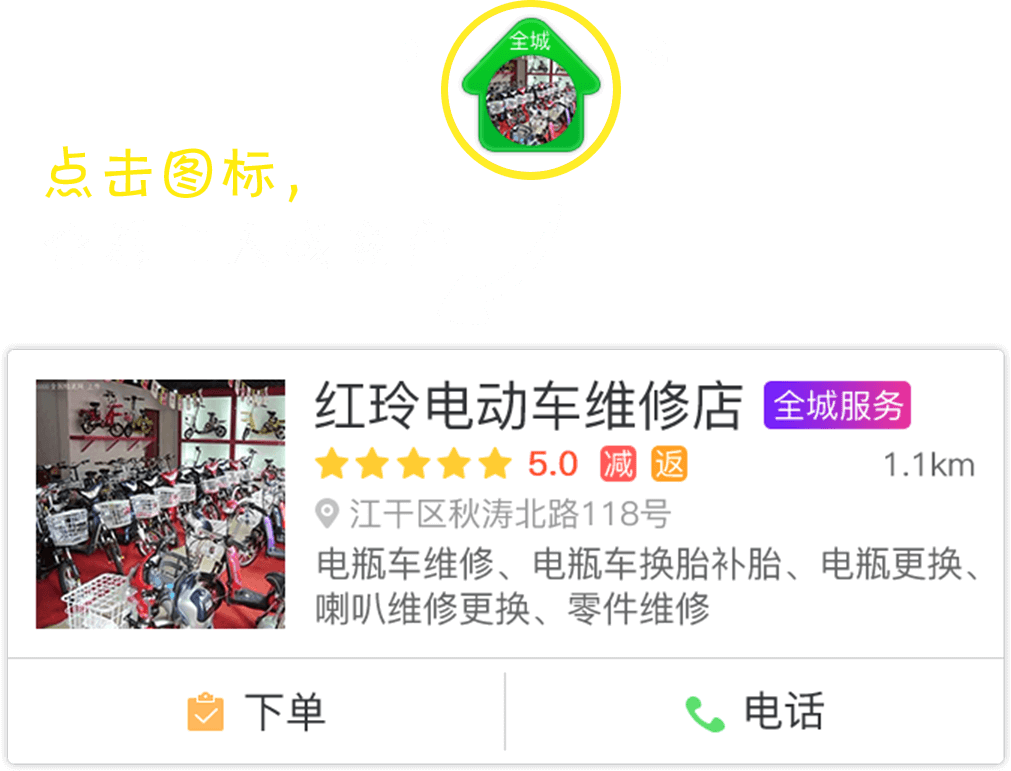 全城
点击图标，
红玲电动车维修店 全城服务
5.0 减 返 1.1km
江干区秋涛北路118号
电瓶车维修、电瓶车换胎补胎、电瓶更换、
喇叭维修更换、零件维修
下单 电话